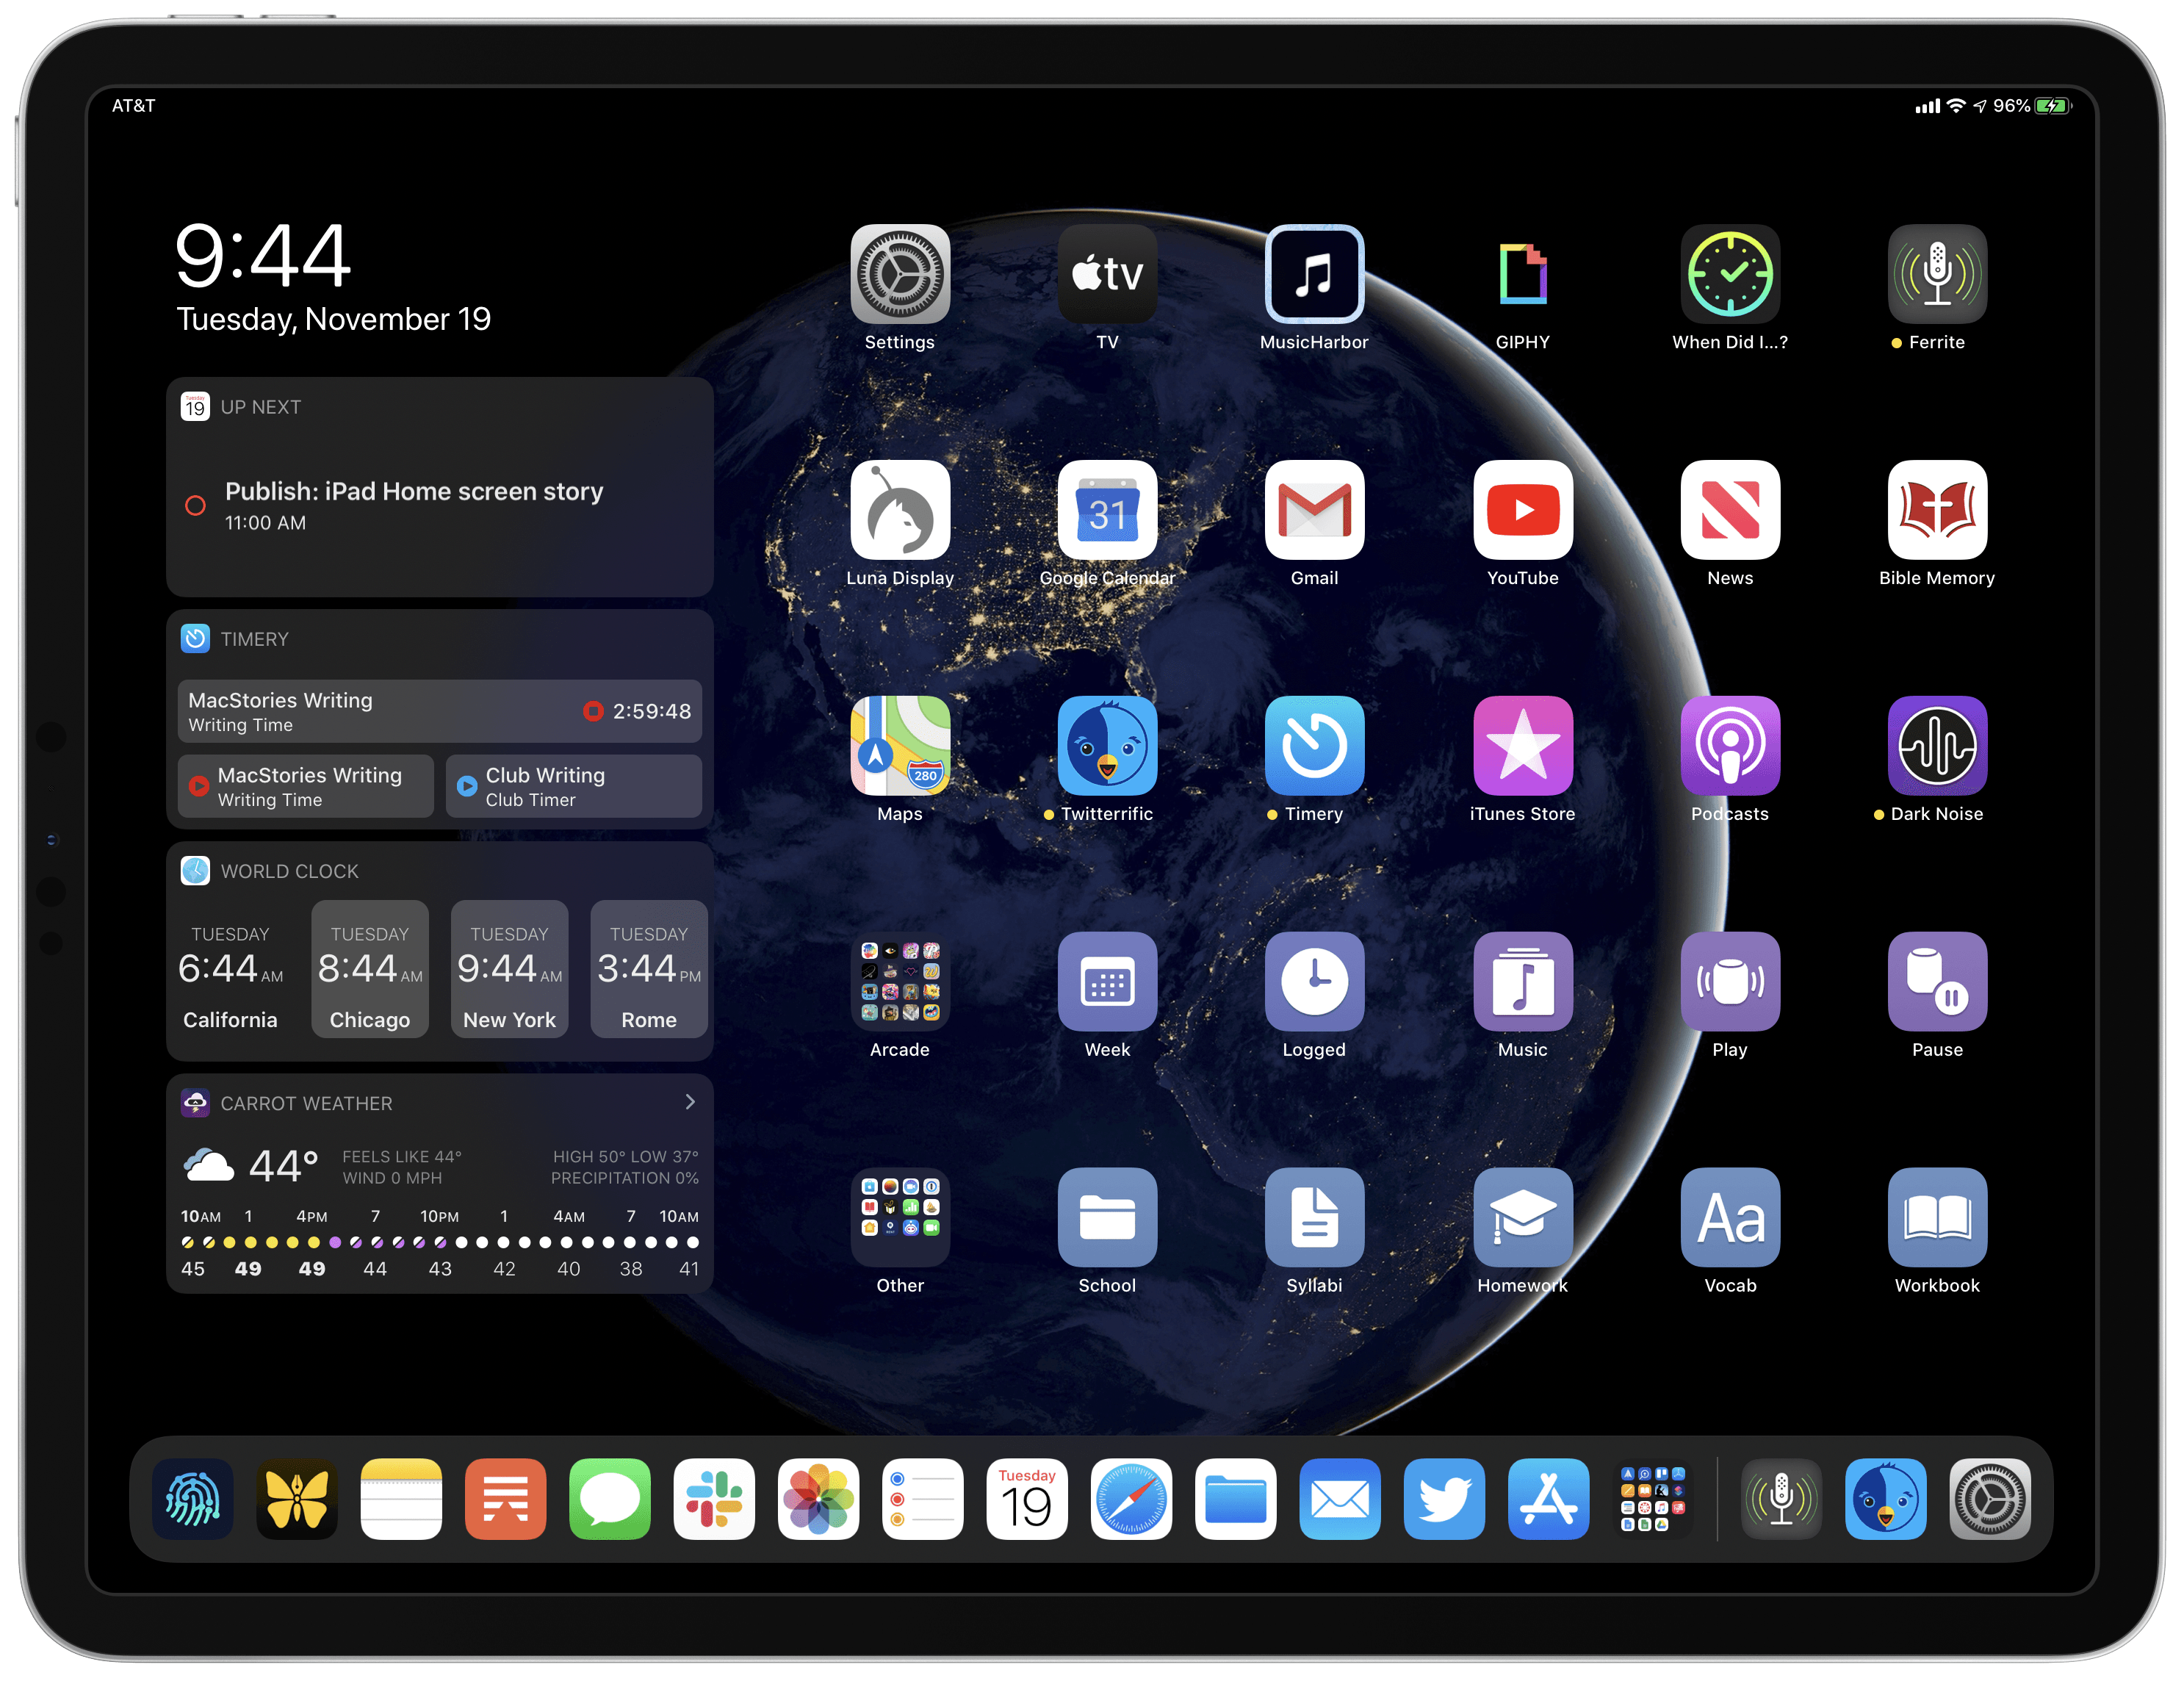 AT&T
96%
9:44
Tuesday, November 19
Tuesday
19
UP NEXT
Publish: iPad Home screen story
11:00 AM
TIMERY
MacStories Writing
Writing Time
2:59:48
MacStories Writing
Writing Time
Club Writing
Club Timer
WORLD CLOCK
TUESDAY TUESDAY TUESDAY TUESDAY
6:44 AM 8:44 AM 9:44 AM 3:44 PM
California Chicago New York Rome
CARROT WEATHER
44°
FEELS LIKE 44°
WIND 0 MPH
HIGH 50° LOW 37°
PRECIPITATION 0%
10AM 1 4PM 7 10PM 1 4AM 7 10AM
45 49 49 44 43 42 40 38 41
tv
Settings TV MusicHarbor GIPHY When Did I...? Ferrite
31
Luna Display Google Calendar Gmail YouTube News Bible Memory
280
Maps Twitterrific Timery iTunes Store Podcasts Dark Noise
Arcade Week Logged Music Play Pause
Aa
Other School Syllabi Homework Vocab Workbook
Tuesday
19